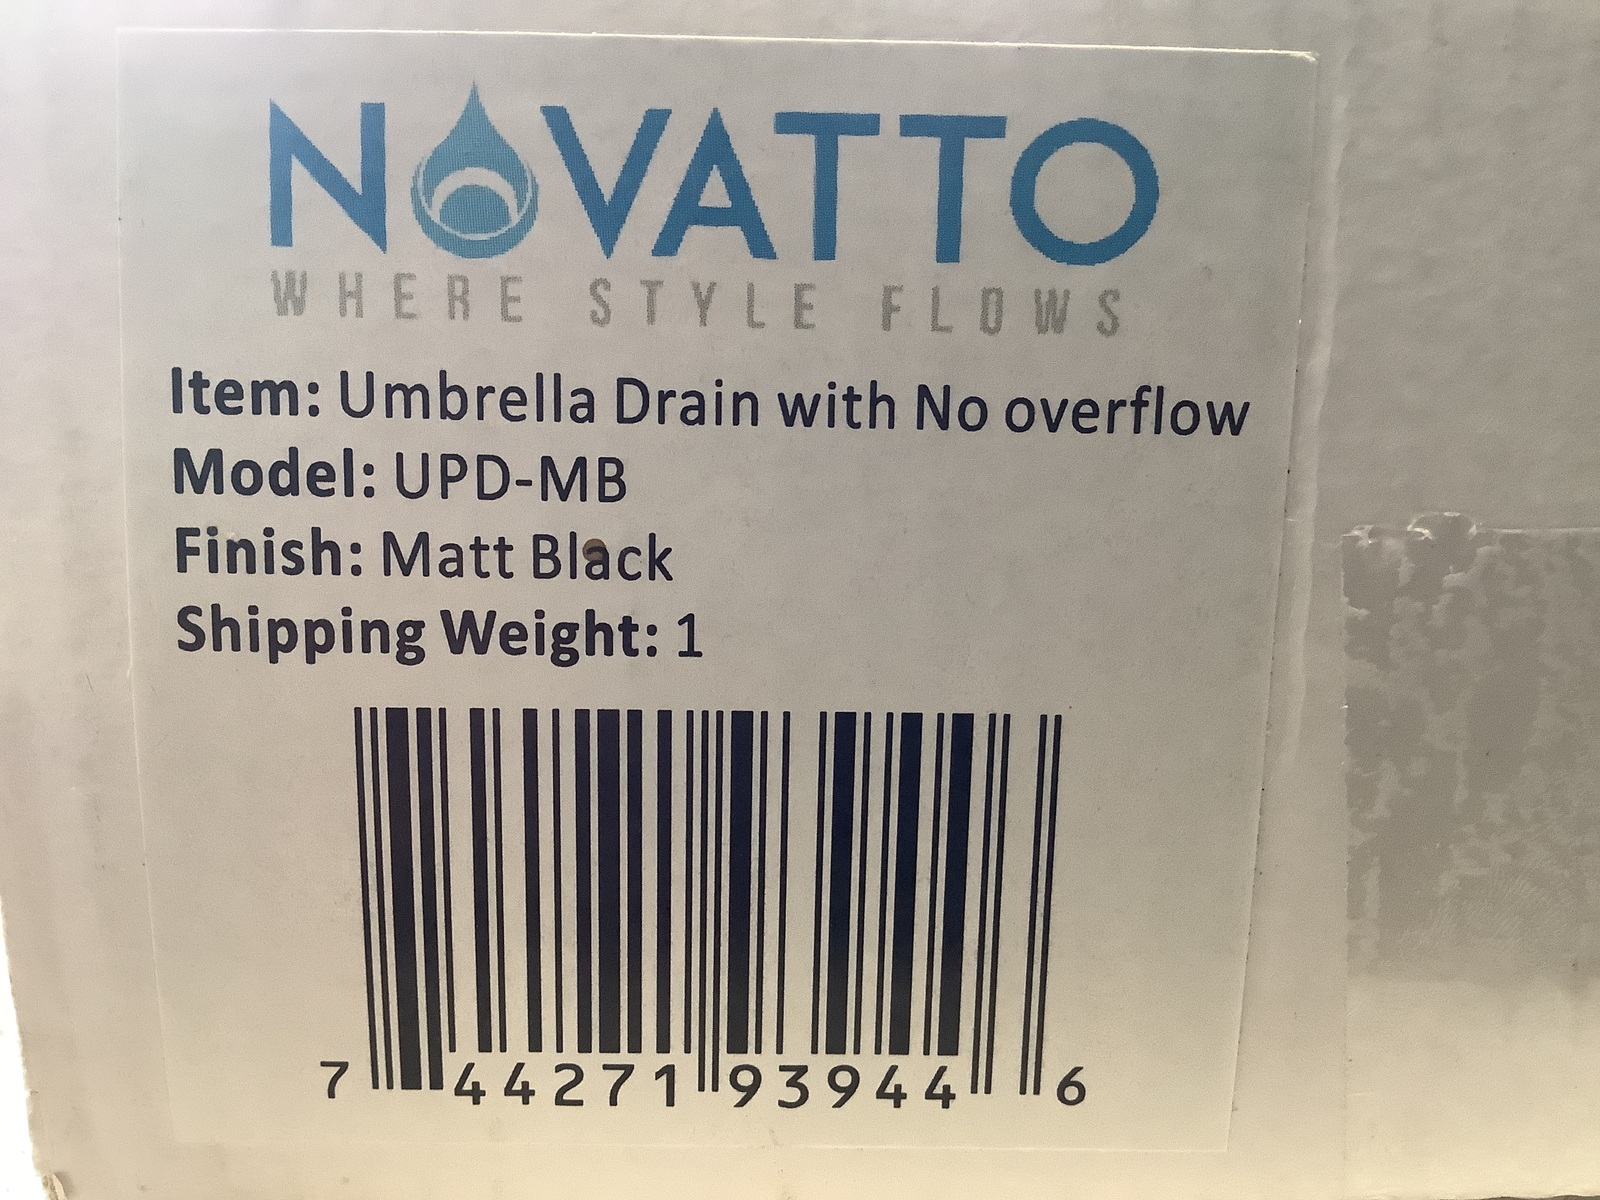 NOVATTO
WHERE STYLE FLOWS
Item: Umbrella Drain with No overflow
Model: UPD-MB
Finish: Matt Black
Shipping Weight: 1
7 44271 93944 6